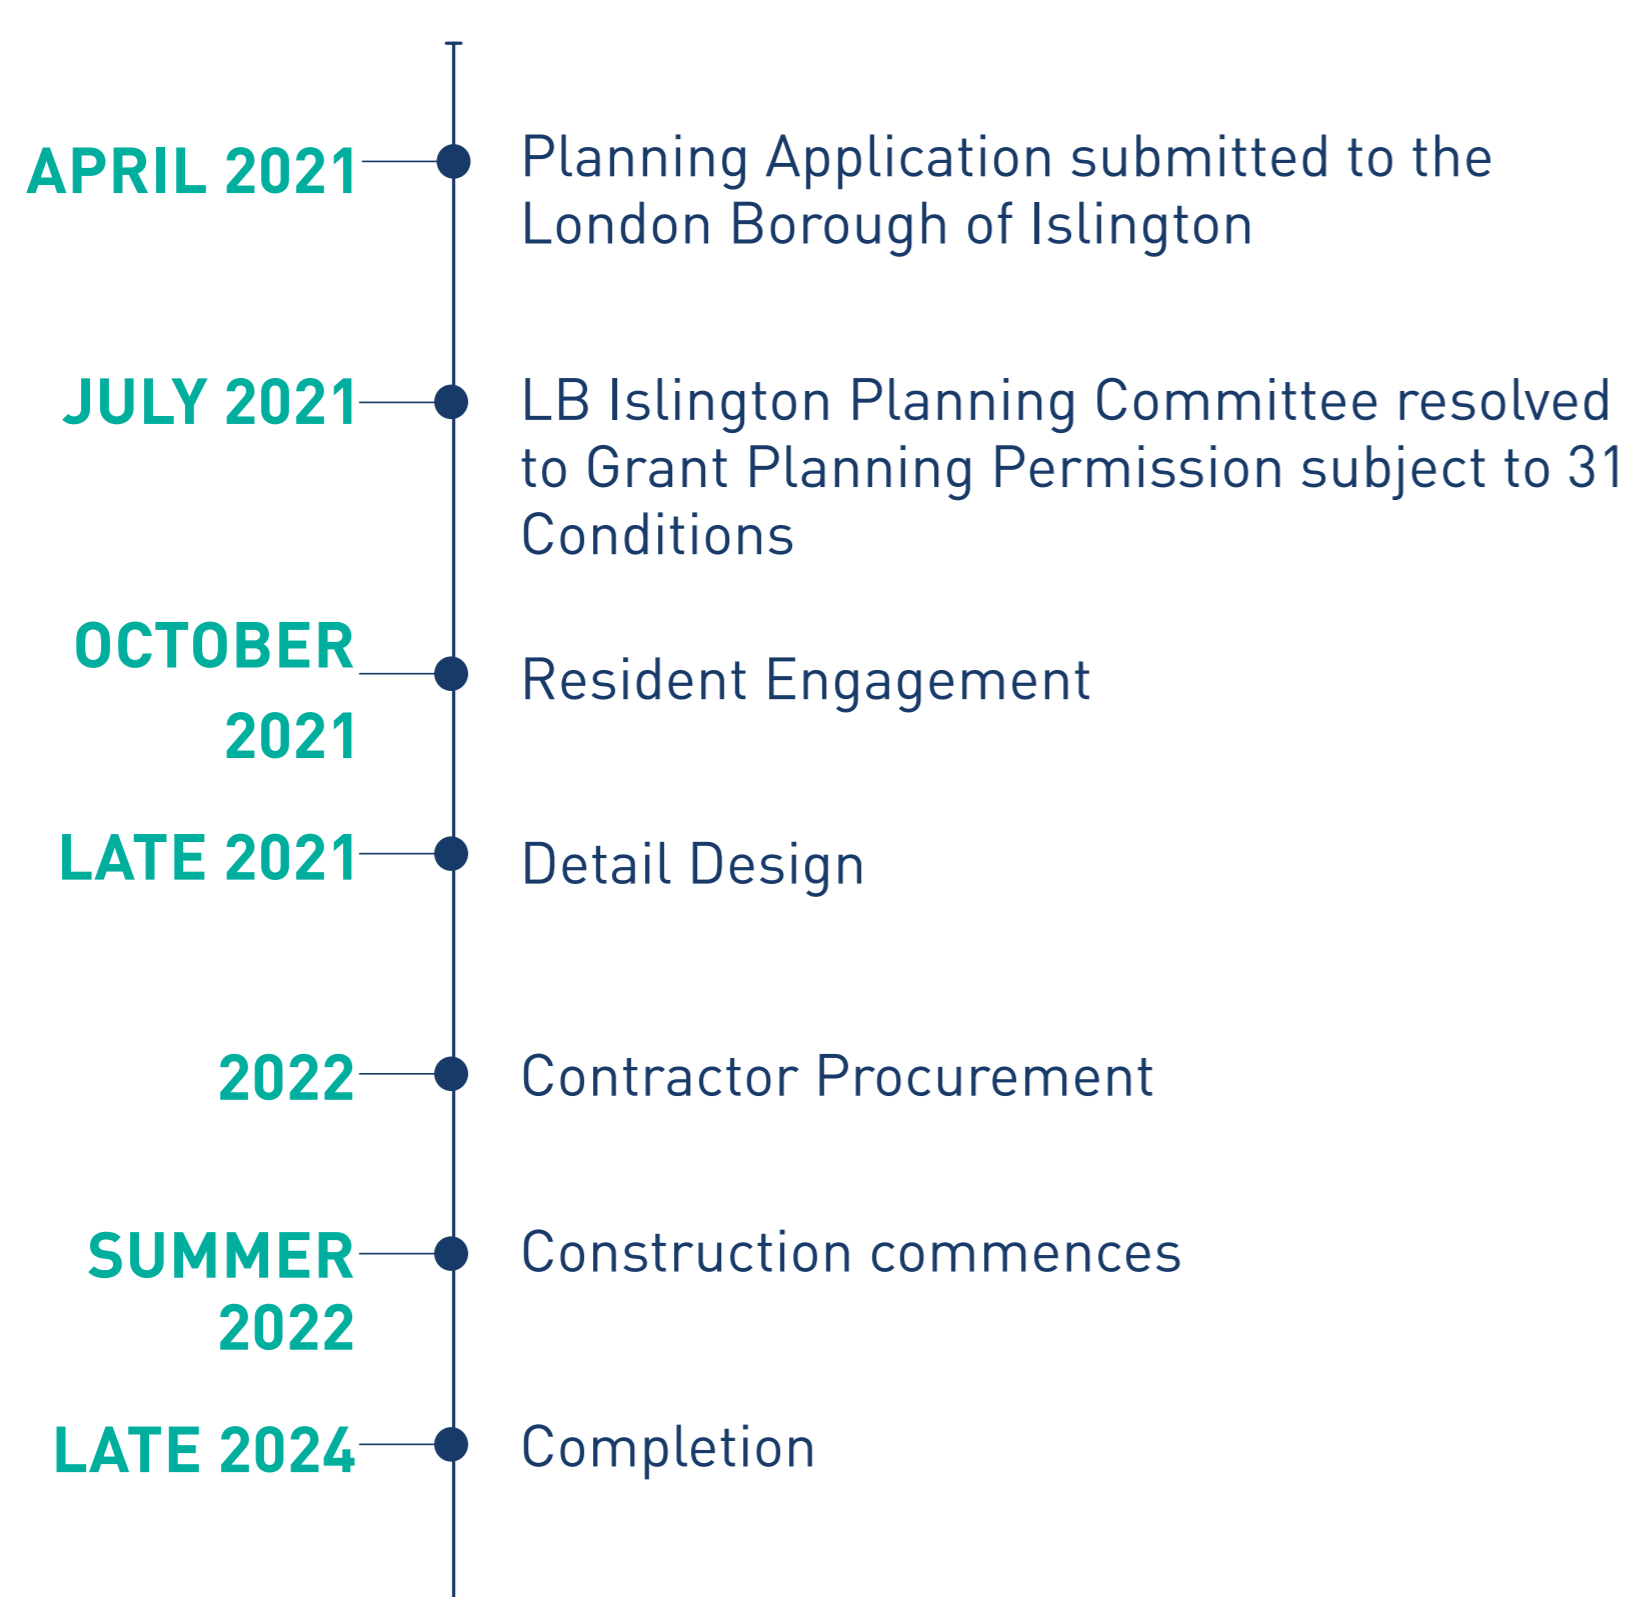 APRIL 2021
Planning Application submitted to the
London Borough of Islington
JULY 2021
LB Islington Planning Committee resolved
to Grant Planning Permission subject to 31
Conditions
OCTOBER
2021
Resident Engagement
LATE 2021
Detail Design
2022
Contractor Procurement
SUMMER
2022
Construction commences
LATE 2024
Completion